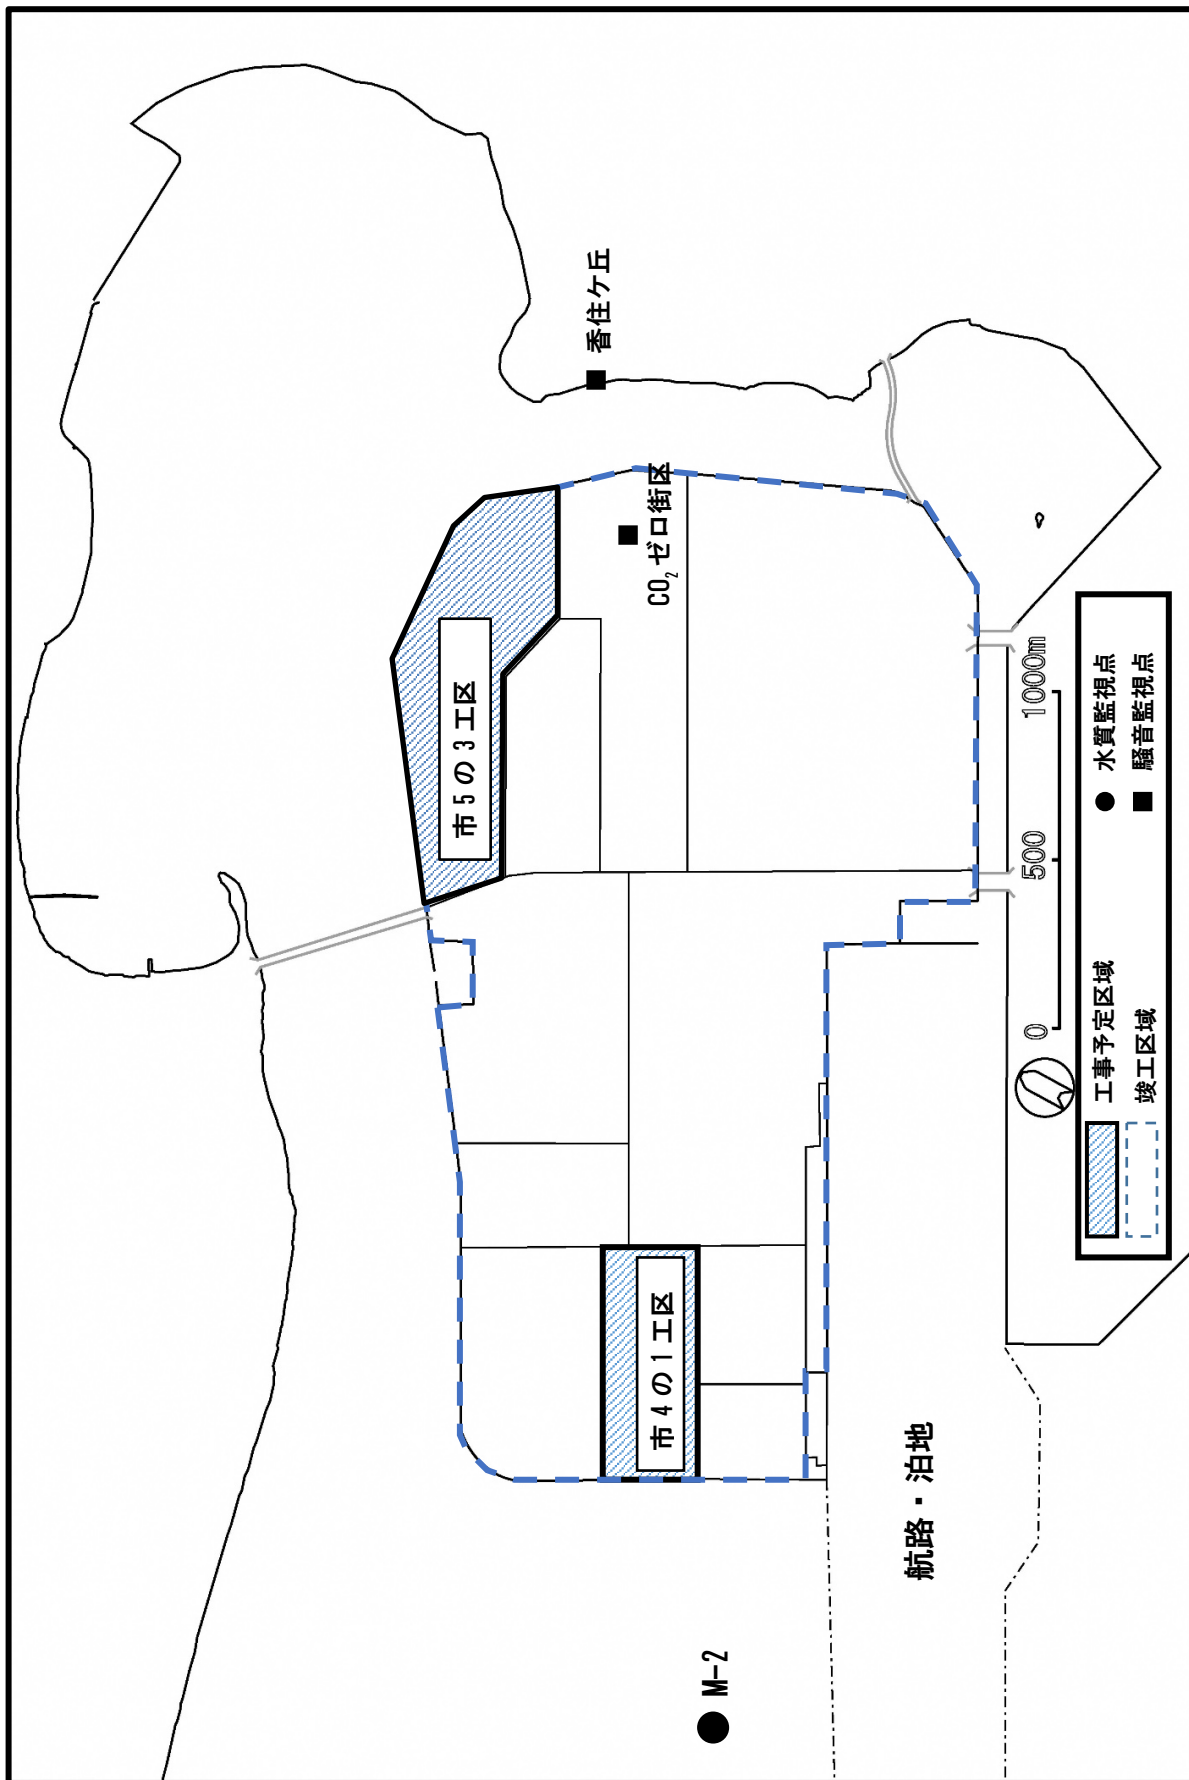 香住ケ丘
CO₂ゼロ街区
市5の3工区
市4の1工区
M-2
航路・泊地
0 500 1000m
工事予定区域
竣工区域
水質監視点
騒音監視点